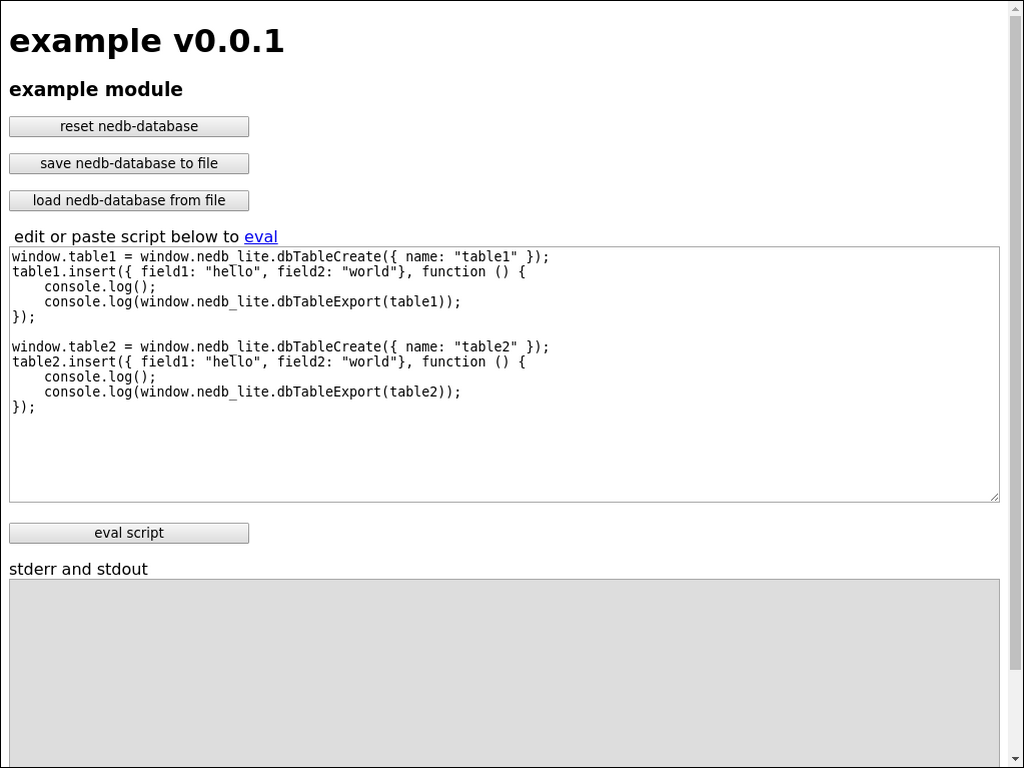 example v0.0.1
example module
reset nedb-database
save nedb-database to file
load nedb-database from file
edit or paste script below to eval
window.table1 = window.nedb_lite.dbTableCreate({ name: "table1" });
table1.insert({ field1: "hello", field2: "world"}, function () {
    console.log();
    console.log(window.nedb_lite.dbTableExport(table1));
});

window.table2 = window.nedb_lite.dbTableCreate({ name: "table2" });
table2.insert({ field1: "hello", field2: "world"}, function () {
    console.log();
    console.log(window.nedb_lite.dbTableExport(table2));
});
eval script
stderr and stdout